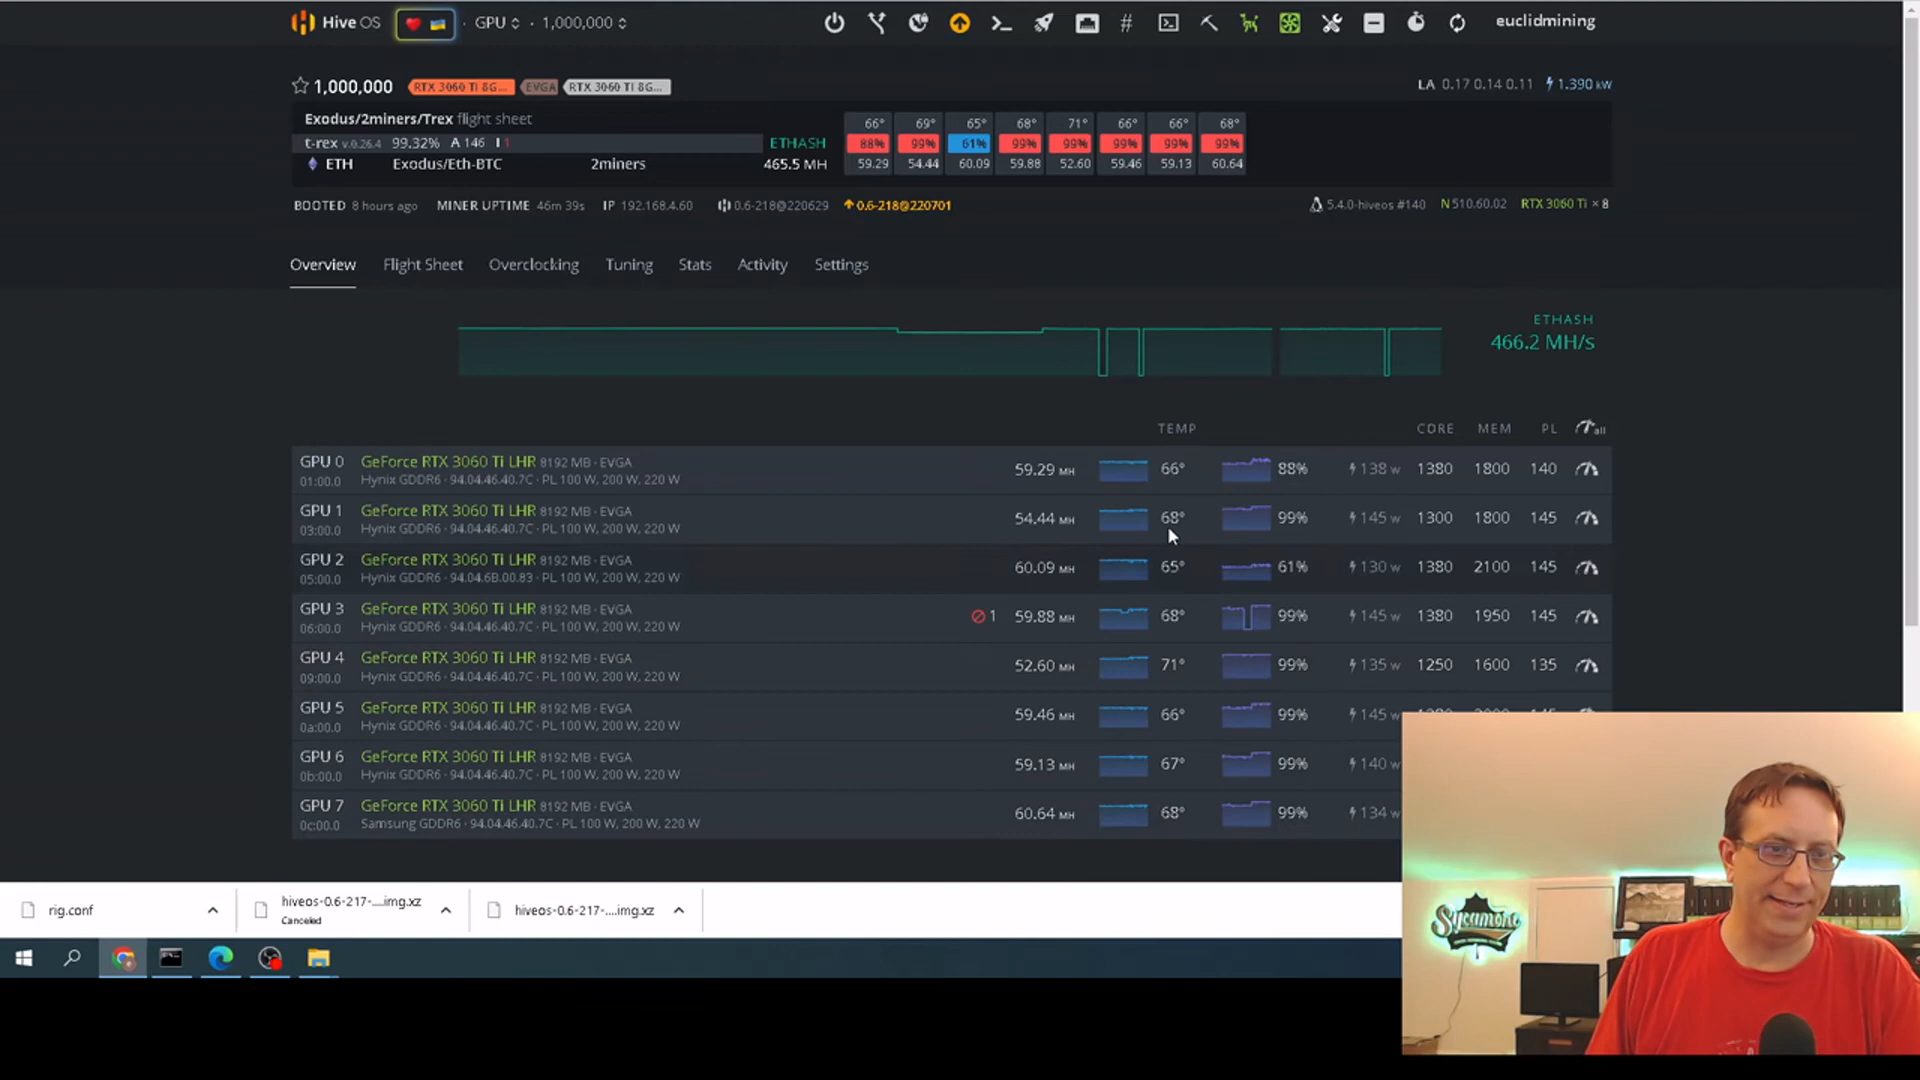 Hive OS GPU 1,000,000 # euclidmining
1,000,000 RTX 3060 TI 8G... EVGA RTX 3060 TI 8G... LA 0.17 0.14 0.11 1.390 kW
Exodus/2miners/Trex flight sheet
t-rex v.0.26.4 99.32% A 146 I 1 ETHASH
ETH Exodus/Eth-BTC 2miners 465.5 MH
66° 69° 65° 68° 71° 66° 66° 68°
88% 99% 61% 99% 99% 99% 99% 99%
59.29 54.44 60.09 59.88 52.60 59.46 59.13 60.64
BOOTED 8 hours ago MINER UPTIME 46m 39s IP 192.168.4.60 0.6-218@220629 0.6-218@220701 5.4.0-hiveos #140 N 510.60.02 RTX 3060 Ti × 8
Overview Flight Sheet Overclocking Tuning Stats Activity Settings
ETHASH
466.2 MH/s
TEMP CORE MEM PL all
GPU 0 GeForce RTX 3060 Ti LHR 8192 MB · EVGA 59.29 MH 66° 88% 138 W 1380 1800 140
01:00.0 Hynix GDDR6 · 94.04.46.40.7C · PL 100 W, 200 W, 220 W
GPU 1 GeForce RTX 3060 Ti LHR 8192 MB · EVGA 54.44 MH 68° 99% 145 W 1300 1800 145
03:00.0 Hynix GDDR6 · 94.04.46.40.7C · PL 100 W, 200 W, 220 W
GPU 2 GeForce RTX 3060 Ti LHR 8192 MB · EVGA 60.09 MH 65° 61% 130 W 1380 2100 145
05:00.0 Hynix GDDR6 · 94.04.6B.00.83 · PL 100 W, 200 W, 220 W
GPU 3 GeForce RTX 3060 Ti LHR 8192 MB · EVGA 1 59.88 MH 68° 99% 145 W 1380 1950 145
06:00.0 Hynix GDDR6 · 94.04.46.40.7C · PL 100 W, 200 W, 220 W
GPU 4 GeForce RTX 3060 Ti LHR 8192 MB · EVGA 52.60 MH 71° 99% 135 W 1250 1600 135
09:00.0 Hynix GDDR6 · 94.04.46.40.7C · PL 100 W, 200 W, 220 W
GPU 5 GeForce RTX 3060 Ti LHR 8192 MB · EVGA 59.46 MH 66° 99% 145 W
0a:00.0 Hynix GDDR6 · 94.04.46.40.7C · PL 100 W, 200 W, 220 W
GPU 6 GeForce RTX 3060 Ti LHR 8192 MB · EVGA 59.13 MH 67° 99% 140 W
0b:00.0 Hynix GDDR6 · 94.04.46.40.7C · PL 100 W, 200 W, 220 W
GPU 7 GeForce RTX 3060 Ti LHR 8192 MB · EVGA 60.64 MH 68° 99% 134 W
0c:00.0 Samsung GDDR6 · 94.04.46.40.7C · PL 100 W, 200 W, 220 W
rig.conf hiveos-0.6-217-....img.xz hiveos-0.6-217-....img.xz
Canceled
Sycamore